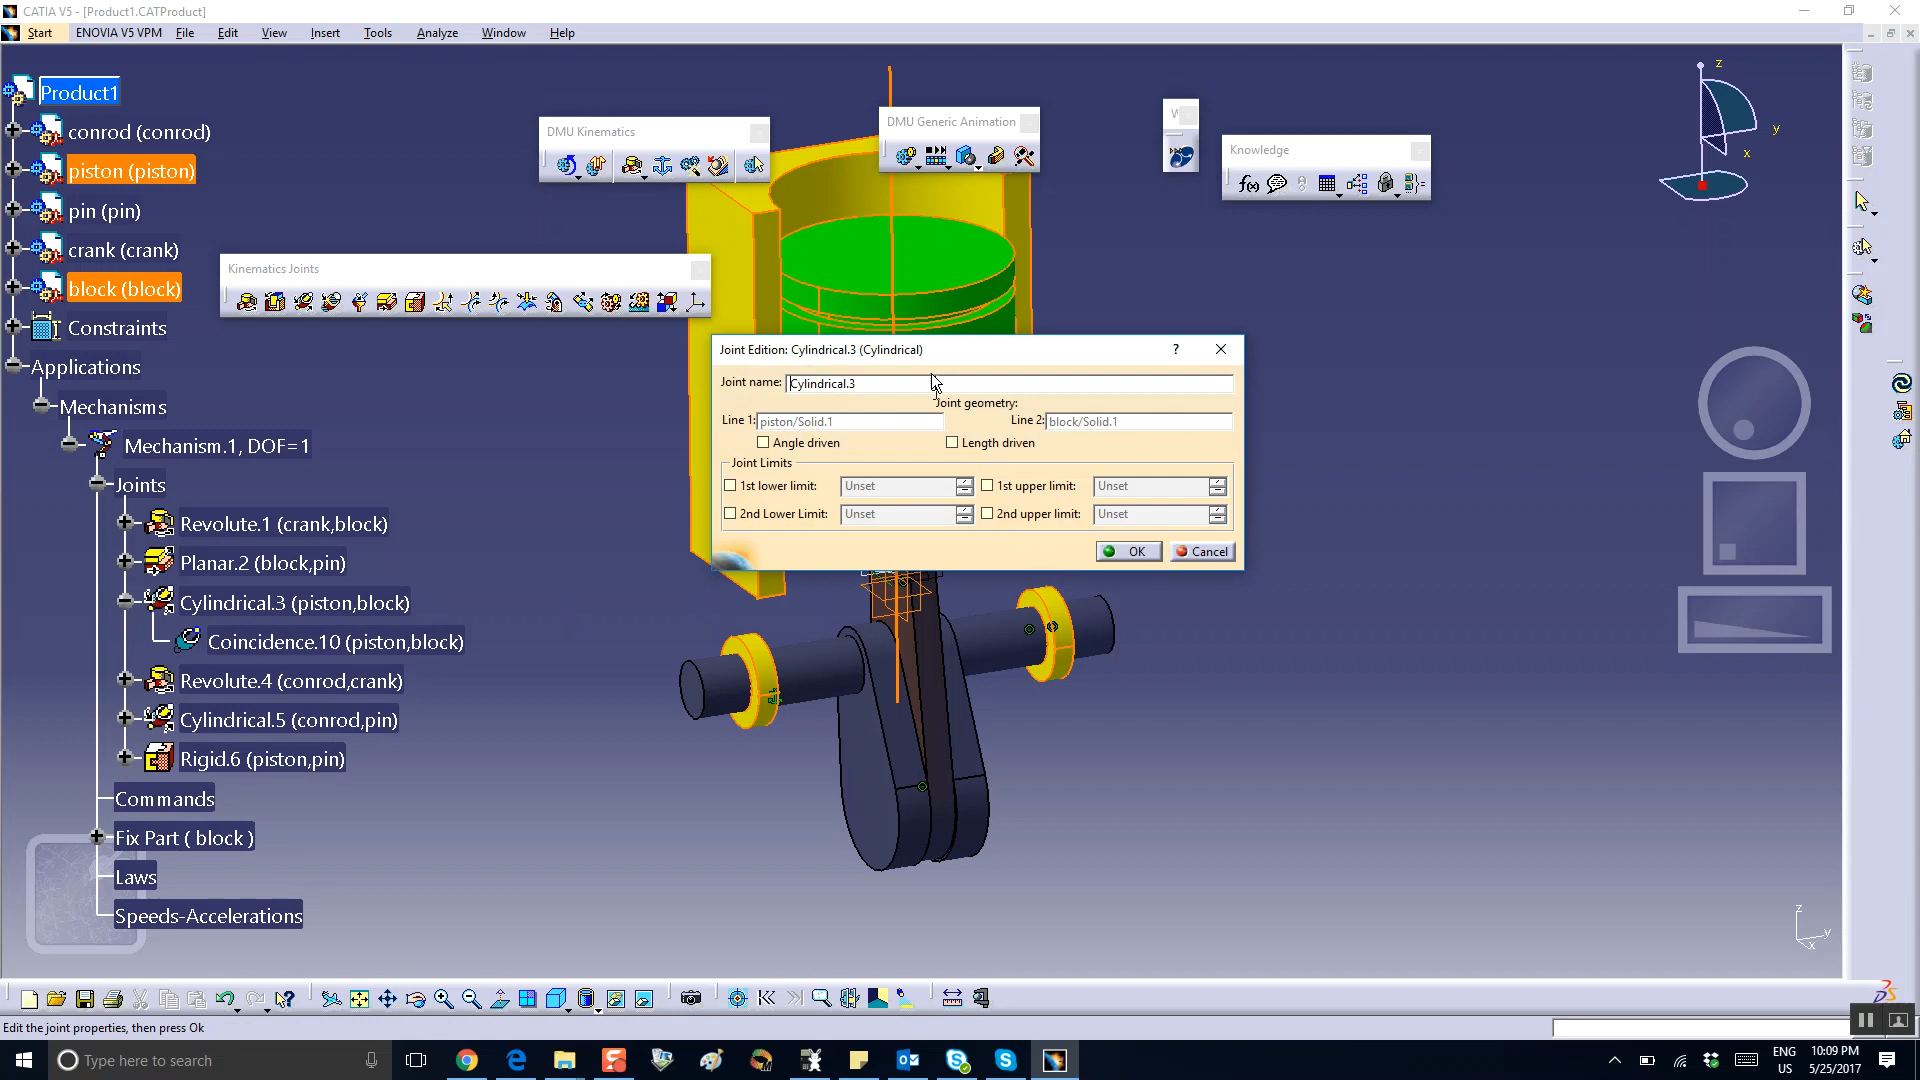 CATIA V5 - [Product1.CATProduct]
Start ENOVIA V5 VPM File Edit View Insert Tools Analyze Window Help
Product1
conrod (conrod)
piston (piston)
pin (pin)
crank (crank)
block (block)
Constraints
Applications
Mechanisms
Mechanism.1, DOF=1
Joints
Revolute.1 (crank,block)
Planar.2 (block,pin)
Cylindrical.3 (piston,block)
Coincidence.10 (piston,block)
Revolute.4 (conrod,crank)
Cylindrical.5 (conrod,pin)
Rigid.6 (piston,pin)
Commands
Fix Part ( block )
Laws
Speeds-Accelerations
DMU Kinematics
DMU Generic Animation
Knowledge
f(x)
Kinematics Joints
z
y
x
Joint Edition: Cylindrical.3 (Cylindrical)
?
Joint name: Cylindrical.3
Joint geometry:
Line 1: piston/Solid.1 Line 2: block/Solid.1
Angle driven Length driven
Joint Limits
1st lower limit: Unset 1st upper limit: Unset
2nd Lower Limit: Unset 2nd upper limit: Unset
OK Cancel
z
y
x
Edit the joint properties, then press Ok
Type here to search
ENG
US
10:09 PM
5/25/2017